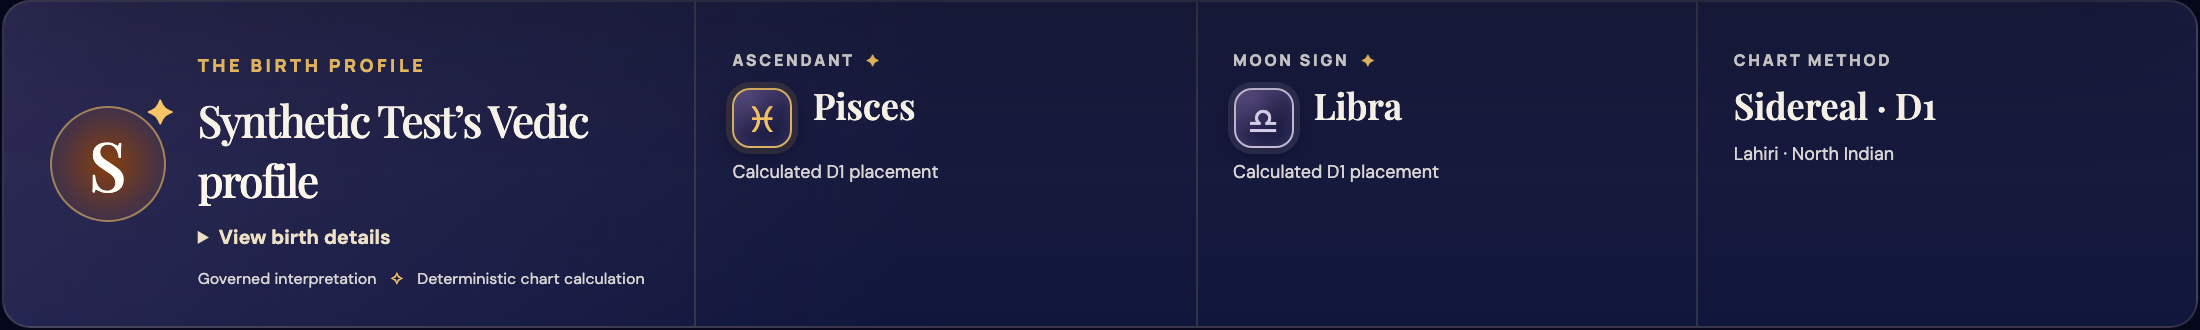 S
THE BIRTH PROFILE
Synthetic Test’s Vedic
profile
▶ View birth details
Governed interpretation ✧ Deterministic chart calculation
ASCENDANT ✦
♓ Pisces
Calculated D1 placement
MOON SIGN ✦
♎ Libra
Calculated D1 placement
CHART METHOD
Sidereal · D1
Lahiri · North Indian